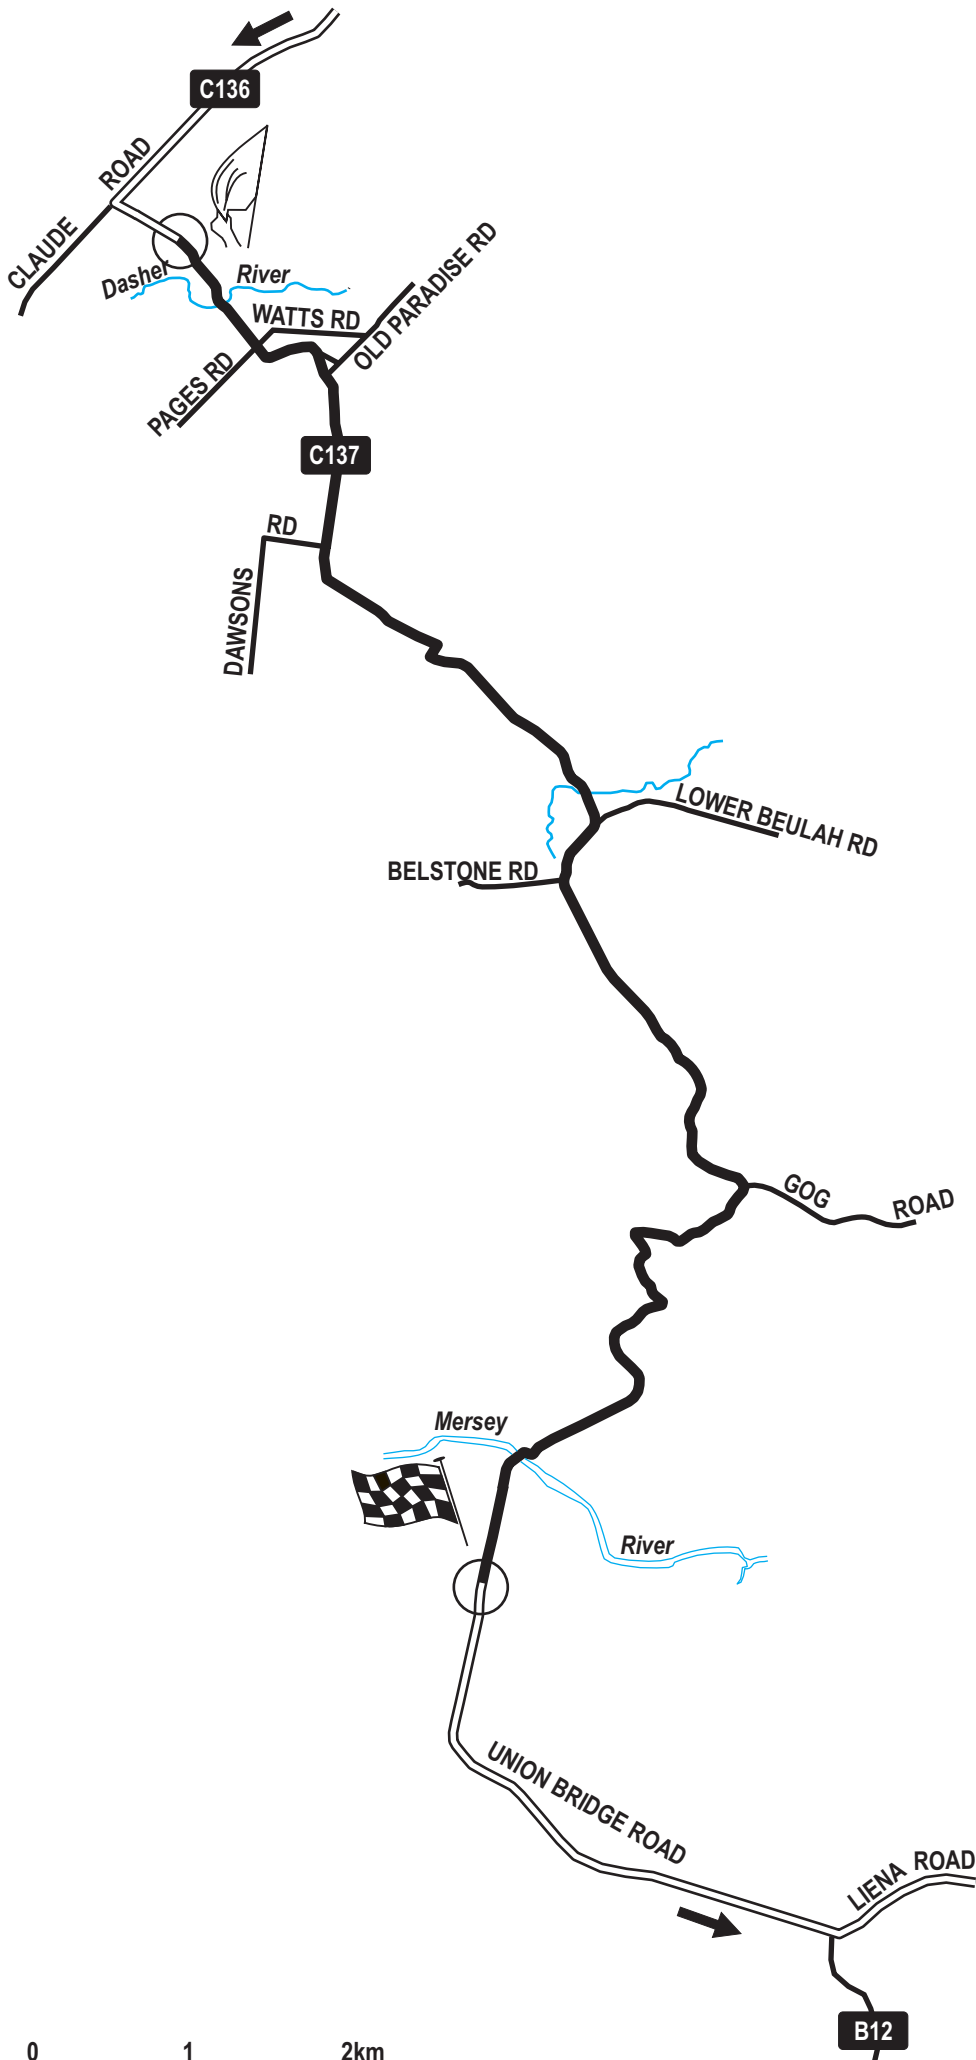 C136
CLAUDE ROAD
Dasher River
WATTS RD
OLD PARADISE RD
PAGES RD
C137
DAWSONS RD
LOWER BEULAH RD
BELSTONE RD
GOG ROAD
Mersey River
UNION BRIDGE ROAD
LIENA ROAD
B12
0 1 2km